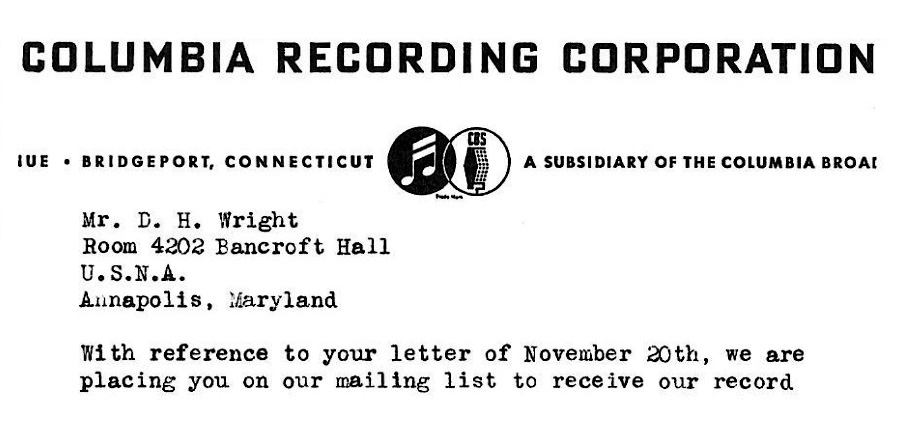 COLUMBIA RECORDING CORPORATION
BRIDGEPORT, CONNECTICUT
CBS
A SUBSIDIARY OF THE COLUMBIA
Trade Mark
Mr. D. H. Wright
Room 4202 Bancroft Hall
U.S.N.A.
Annapolis, Maryland
With reference to your letter of November 20th, we are
placing you on our mailing list to receive our record